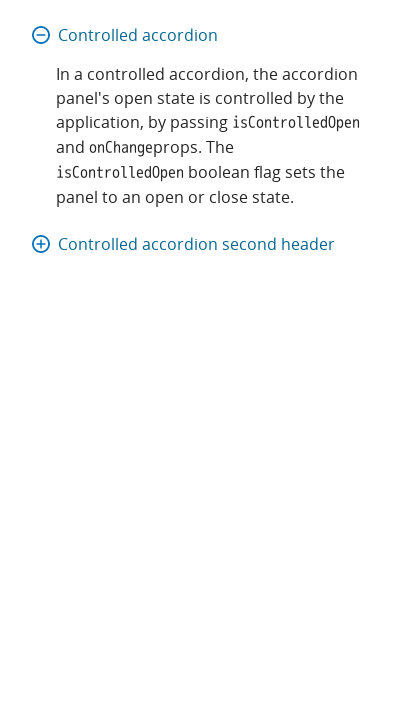 Controlled accordion
In a controlled accordion, the accordion
panel's open state is controlled by the
application, by passing isControlledOpen
and onChangeprops. The
isControlledOpen boolean flag sets the
panel to an open or close state.
Controlled accordion second header